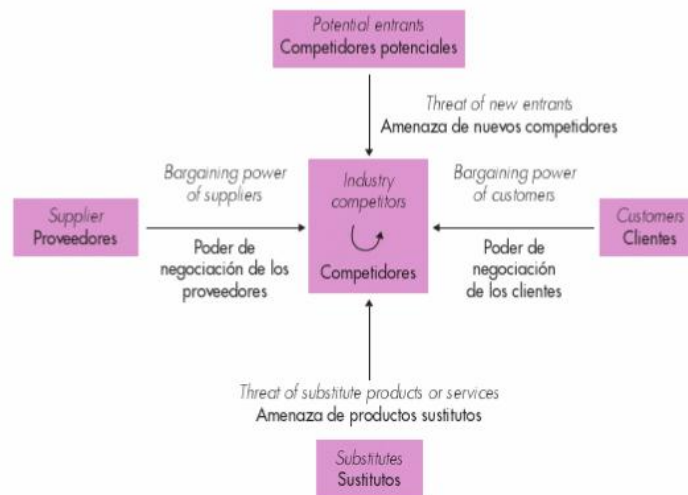 Potential entrants
Competidores potenciales
Threat of new entrants
Amenaza de nuevos competidores
Bargaining power
of suppliers
Industry
competitors
Bargaining power
of customers
Supplier
Proveedores
Customers
Clientes
Poder de
negociación de los
proveedores
Competidores
Poder de
negociación
de los clientes
Threat of substitute products or services
Amenaza de productos sustitutos
Substitutes
Sustitutos